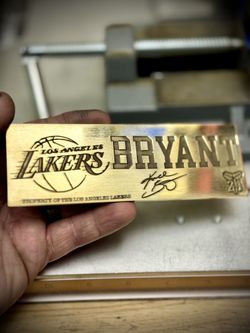 LOS ANGELES
LAKERS
BRYANT
PROPERTY OF THE LOS ANGELES LAKERS